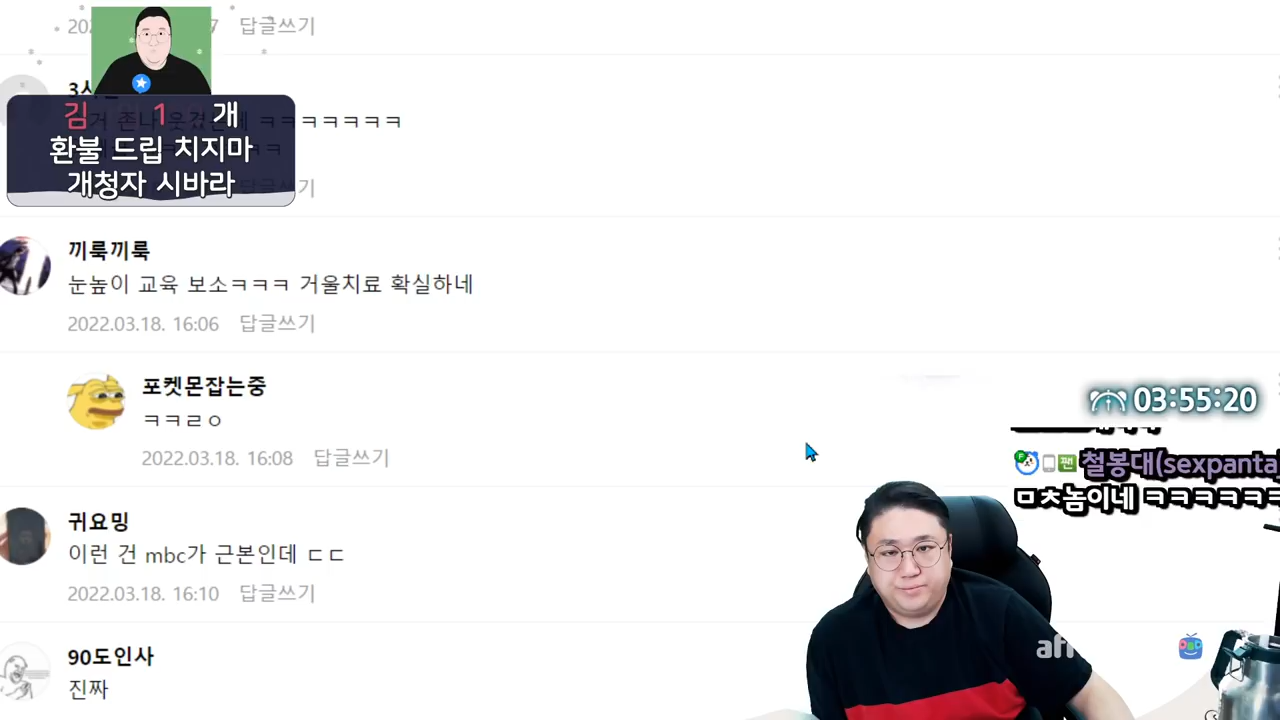 답글쓰기
김 1 개
ㅋㅋㅋㅋㅋㅋㅋ
환불 드립 치지마
개청자 시바라
끼룩끼룩
눈높이 교육 보소ㅋㅋㅋ 거울치료 확실하네
2022.03.18. 16:06 답글쓰기
포켓몬잡는중
ㅋㅋㄹㅇ
2022.03.18. 16:08 답글쓰기
03:55:20
철봉대(sexpanta
ㅁㅊ놈이네 ㅋㅋㅋㅋㅋㅋ
귀요밍
이런 건 mbc가 근본인데 ㄷㄷ
2022.03.18. 16:10 답글쓰기
90도인사
진짜